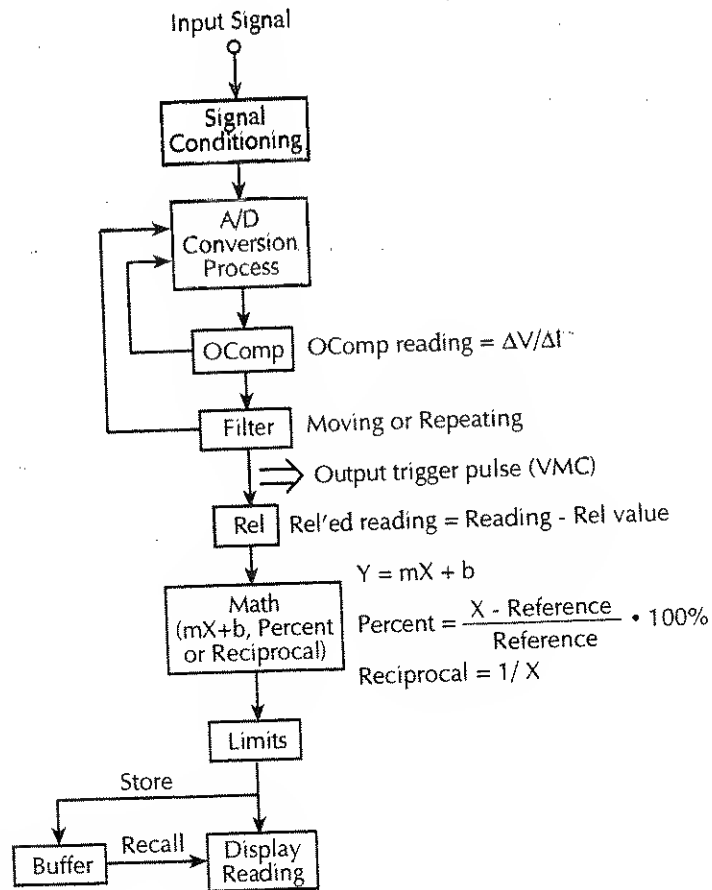 Input Signal
Signal
Conditioning
A/D
Conversion
Process
OComp
OComp reading = ΔV/ΔI
Filter
Moving or Repeating
Output trigger pulse (VMC)
Rel
Rel'ed reading = Reading - Rel value
Y = mX + b
Math
(mX+b, Percent
or Reciprocal)
Percent = X - Reference / Reference • 100%
Reciprocal = 1/ X
Limits
Store
Buffer
Recall
Display
Reading